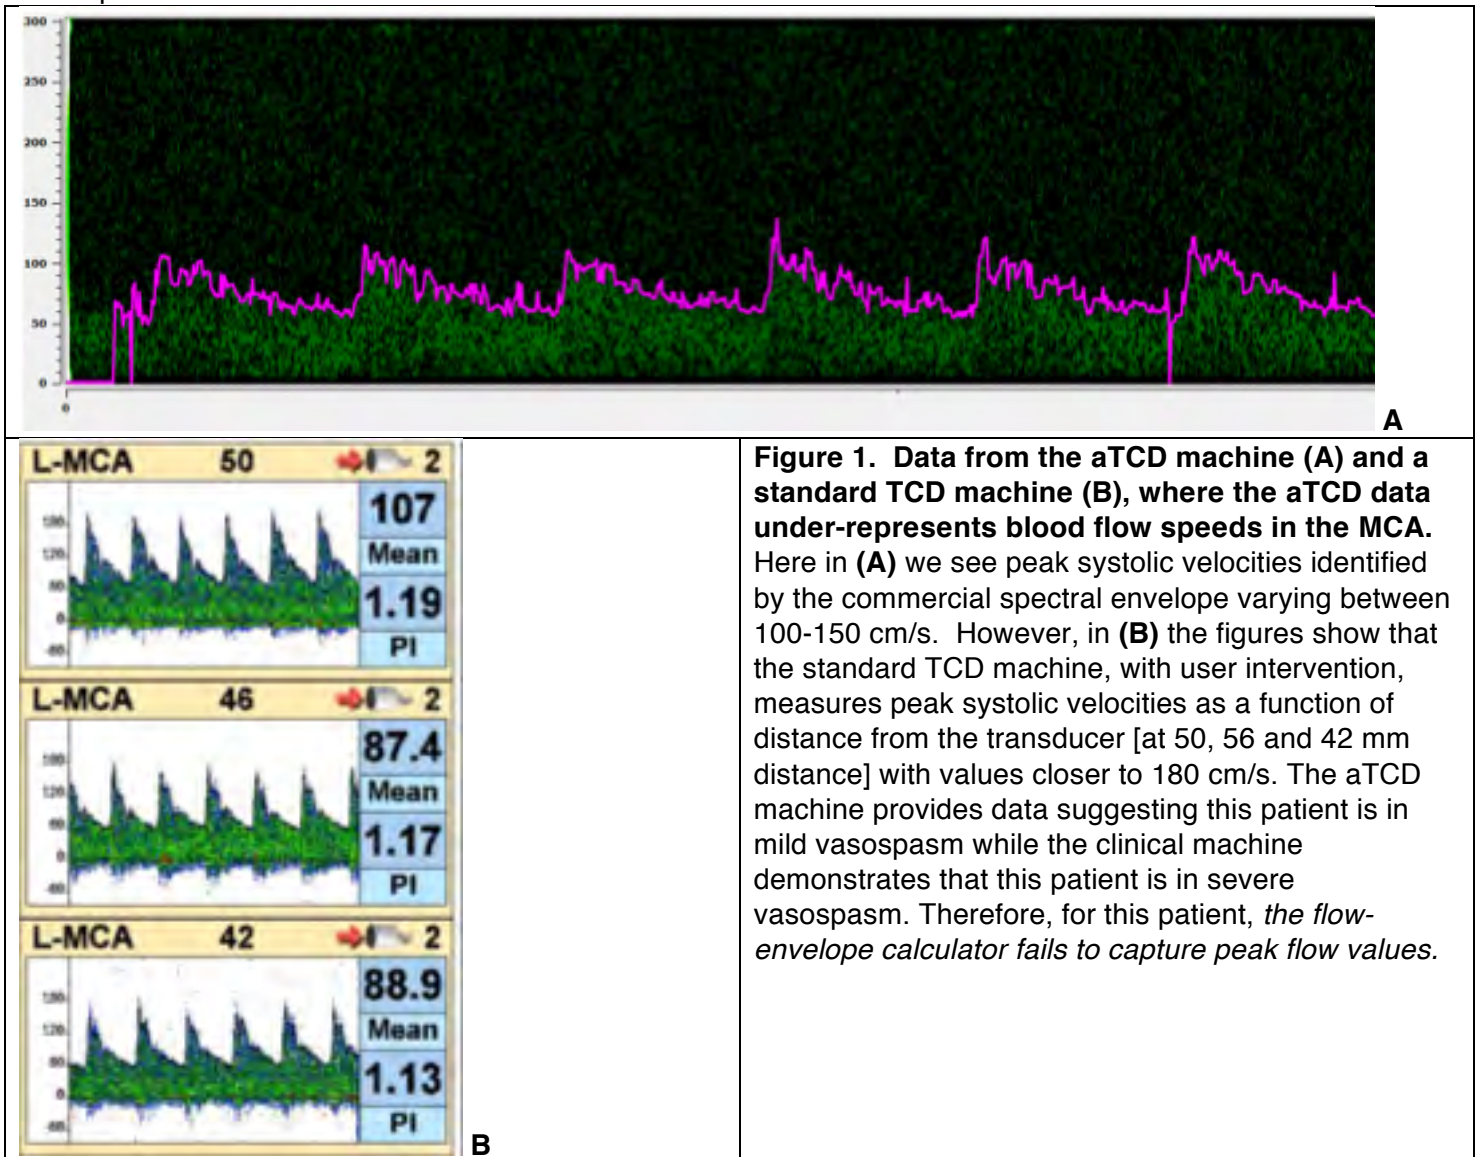 300
250
200
150
100
50
0
0
A
L-MCA 50 2
107
Mean
1.19
PI
L-MCA 46 2
87.4
Mean
1.17
PI
L-MCA 42 2
88.9
Mean
1.13
PI
B
Figure 1. Data from the aTCD machine (A) and a
standard TCD machine (B), where the aTCD data
under-represents blood flow speeds in the MCA.
Here in (A) we see peak systolic velocities identified
by the commercial spectral envelope varying between
100-150 cm/s. However, in (B) the figures show that
the standard TCD machine, with user intervention,
measures peak systolic velocities as a function of
distance from the transducer [at 50, 56 and 42 mm
distance] with values closer to 180 cm/s. The aTCD
machine provides data suggesting this patient is in
mild vasospasm while the clinical machine
demonstrates that this patient is in severe
vasospasm. Therefore, for this patient, the flow-
envelope calculator fails to capture peak flow values.